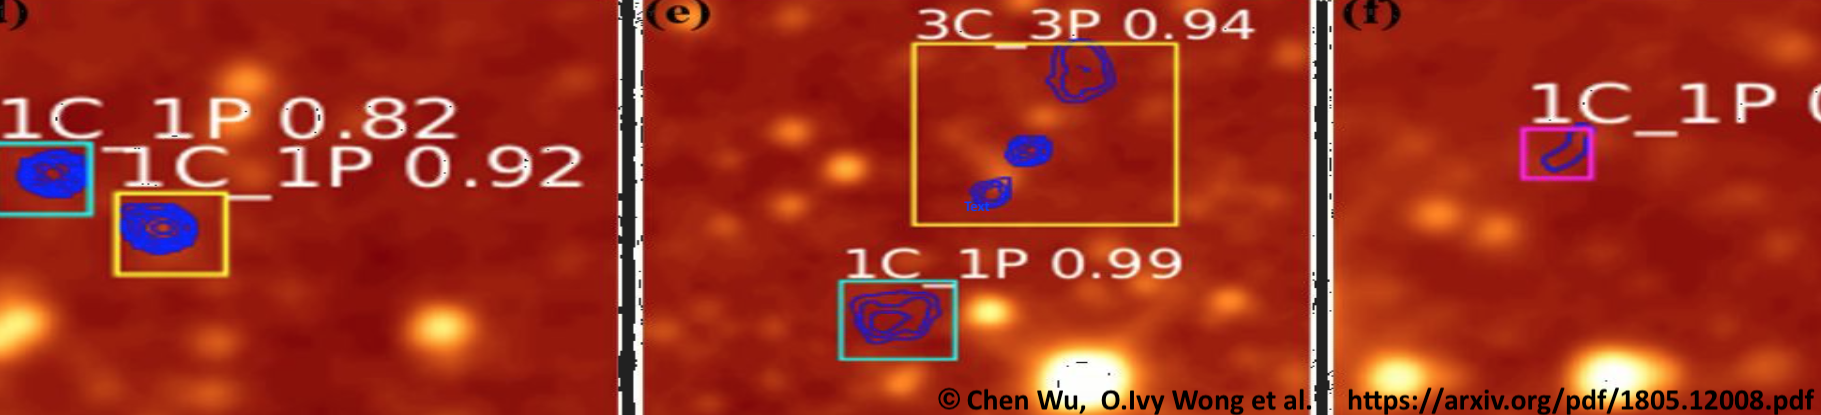 (e)
(f)
3C_3P 0.94
1C_1P 0.82
1C_1P 0.92
1C_1P
Text
1C_1P 0.99
© Chen Wu, O.Ivy Wong et al. https://arxiv.org/pdf/1805.12008.pdf